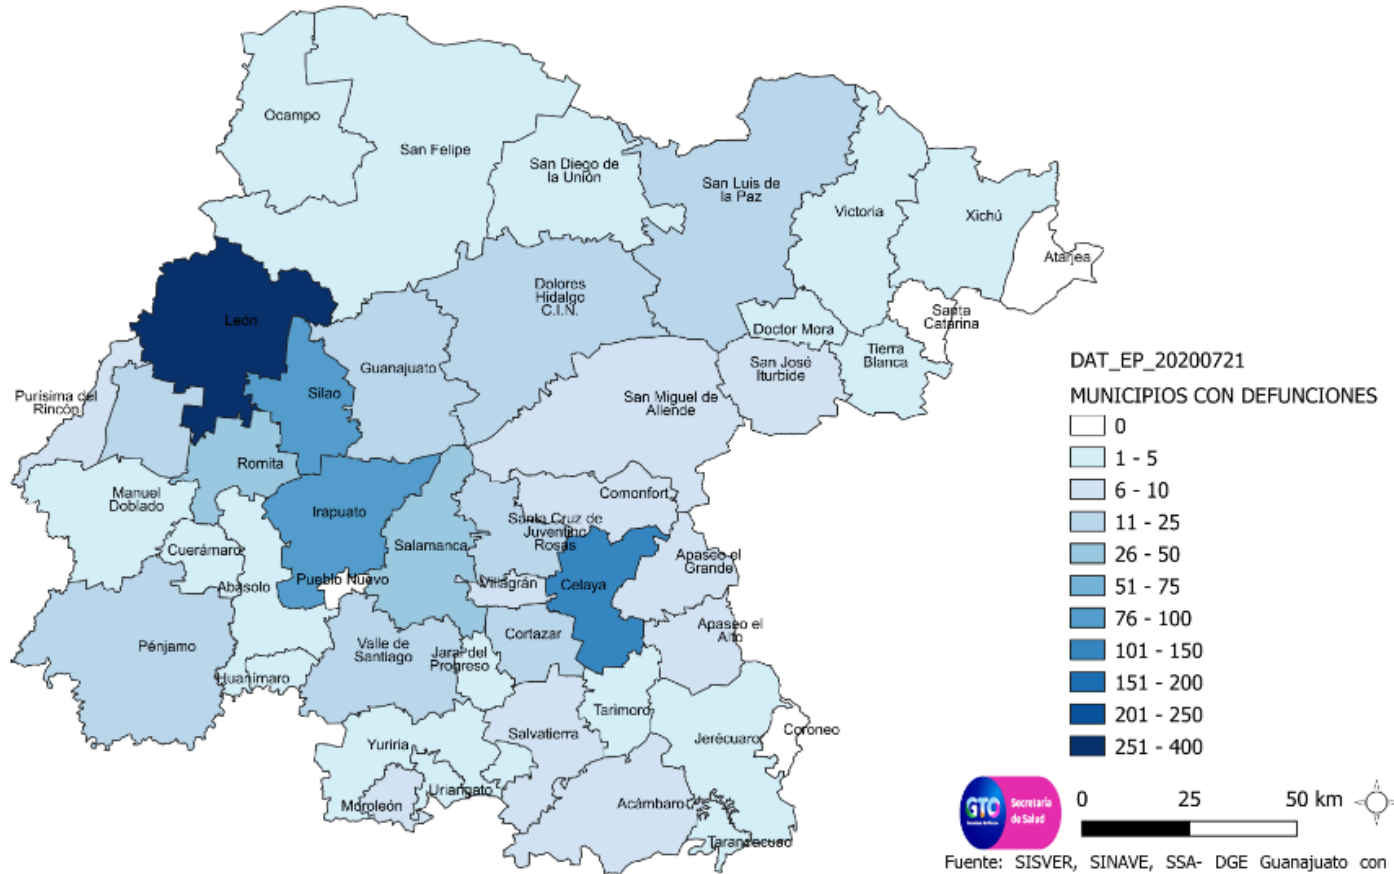 Ocampo
San Felipe
San Diego de
la Unión
San Luis de
la Paz
Victoria
Xichú
Atarjea
León
Dolores
Hidalgo
C.I.N.
Doctor Mora
Santa
Catarina
Tierra
Blanca
Purísima del
Rincón
Silao
Guanajuato
San Miguel de
Allende
San José
Iturbide
Romita
Manuel
Doblado
Irapuato
Salamanca
Comonfort
Santa Cruz de
Juventino
Rosas
Cuerámaro
Abasolo
Pueblo Nuevo
Villagrán
Celaya
Apaseo el
Grande
Apaseo el
Alto
Pénjamo
Huanímaro
Valle de
Santiago
Jaral del
Progreso
Cortazar
Tarimoro
Salvatierra
Jerécuaro
Coroneo
Yuriria
Uriangato
Moroleón
Acámbaro
DAT_EP_20200721
MUNICIPIOS CON DEFUNCIONES
0
1 - 5
6 - 10
11 - 25
26 - 50
51 - 75
76 - 100
101 - 150
151 - 200
201 - 250
251 - 400
GTO
Secretaría
de Salud
0 25 50 km
Fuente: SISVER, SINAVE, SSA- DGE Guanajuato con